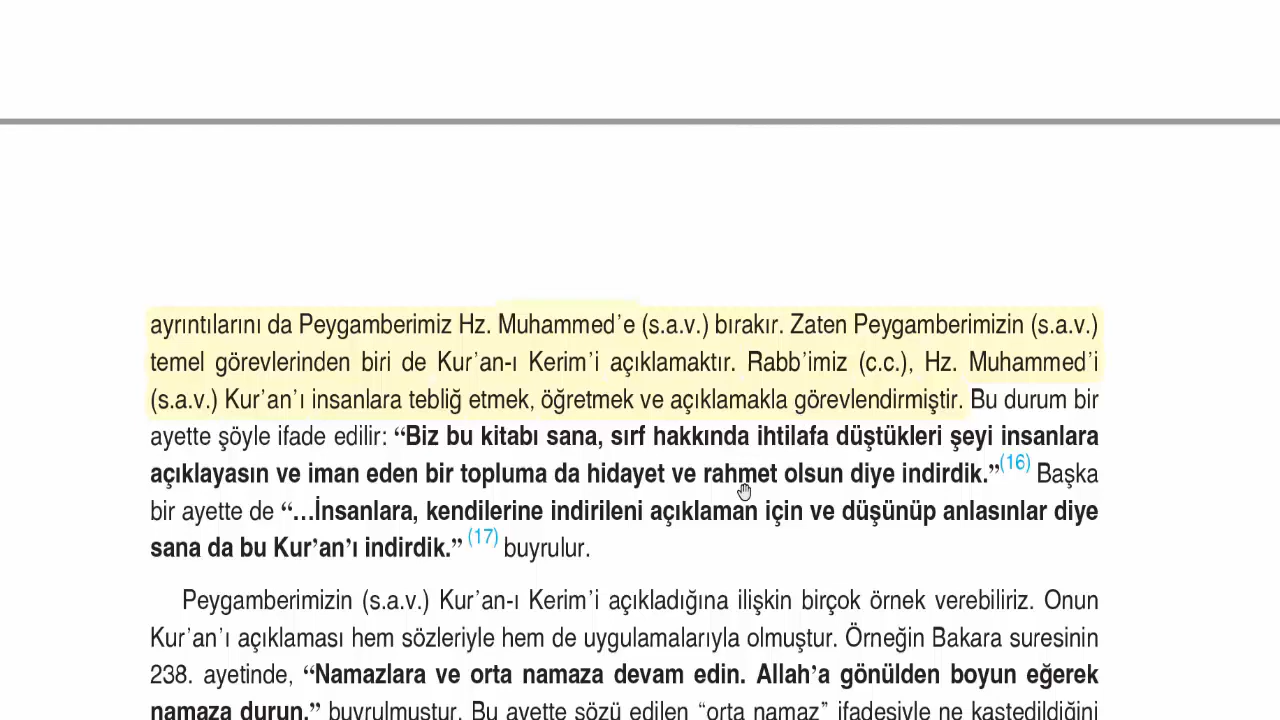 ayrıntılarını da Peygamberimiz Hz. Muhammed’e (s.a.v.) bırakır. Zaten Peygamberimizin (s.a.v.)
temel görevlerinden biri de Kur’an-ı Kerim’i açıklamaktır. Rabb’imiz (c.c.), Hz. Muhammed’i
(s.a.v.) Kur’an’ı insanlara tebliğ etmek, öğretmek ve açıklamakla görevlendirmiştir. Bu durum bir
ayette şöyle ifade edilir: “Biz bu kitabı sana, sırf hakkında ihtilafa düştükleri şeyi insanlara
açıklayasın ve iman eden bir topluma da hidayet ve rahmet olsun diye indirdik.”(16) Başka
bir ayette de “…İnsanlara, kendilerine indirileni açıklaman için ve düşünüp anlasınlar diye
sana da bu Kur’an’ı indirdik.” (17) buyrulur.
Peygamberimizin (s.a.v.) Kur’an-ı Kerim’i açıkladığına ilişkin birçok örnek verebiliriz. Onun
Kur’an’ı açıklaması hem sözleriyle hem de uygulamalarıyla olmuştur. Örneğin Bakara suresinin
238. ayetinde, “Namazlara ve orta namaza devam edin. Allah’a gönülden boyun eğerek
namaza durun.” buyrulmuştur. Bu ayette sözü edilen “orta namaz” ifadesiyle ne kastedildiğini